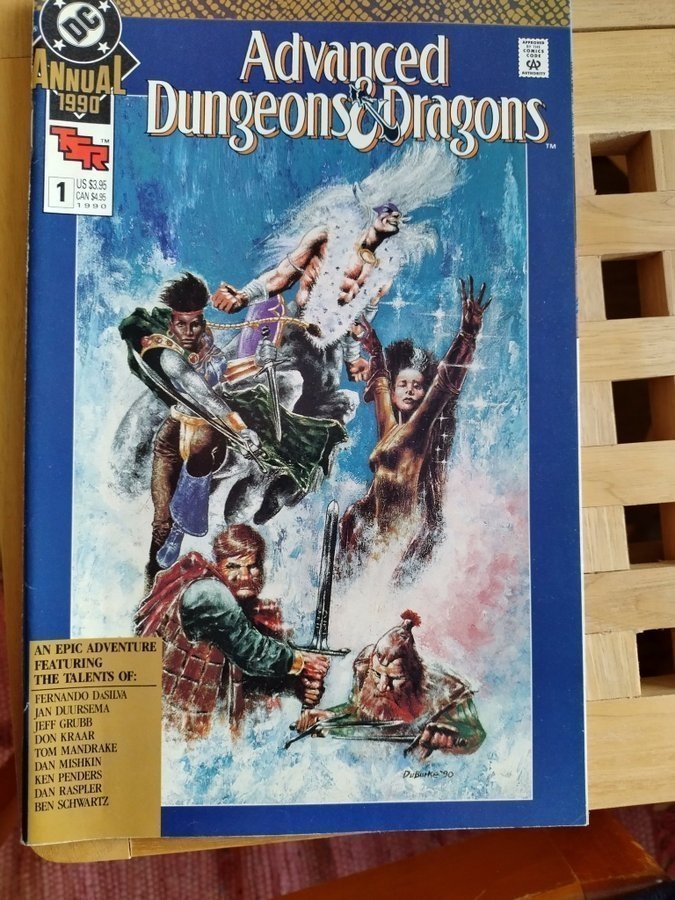 DC
ANNUAL
1990
TSR™
1
US $3.95
CAN $4.95
1990
Advanced
Dungeons & Dragons
™
APPROVED
BY THE
COMICS
CODE
CA
AUTHORITY
AN EPIC ADVENTURE
FEATURING
THE TALENTS OF:
FERNANDO DASILVA
JAN DUURSEMA
JEFF GRUBB
DON KRAAR
TOM MANDRAKE
DAN MISHKIN
KEN PENDERS
DAN RASPLER
BEN SCHWARTZ
DuBurke '90